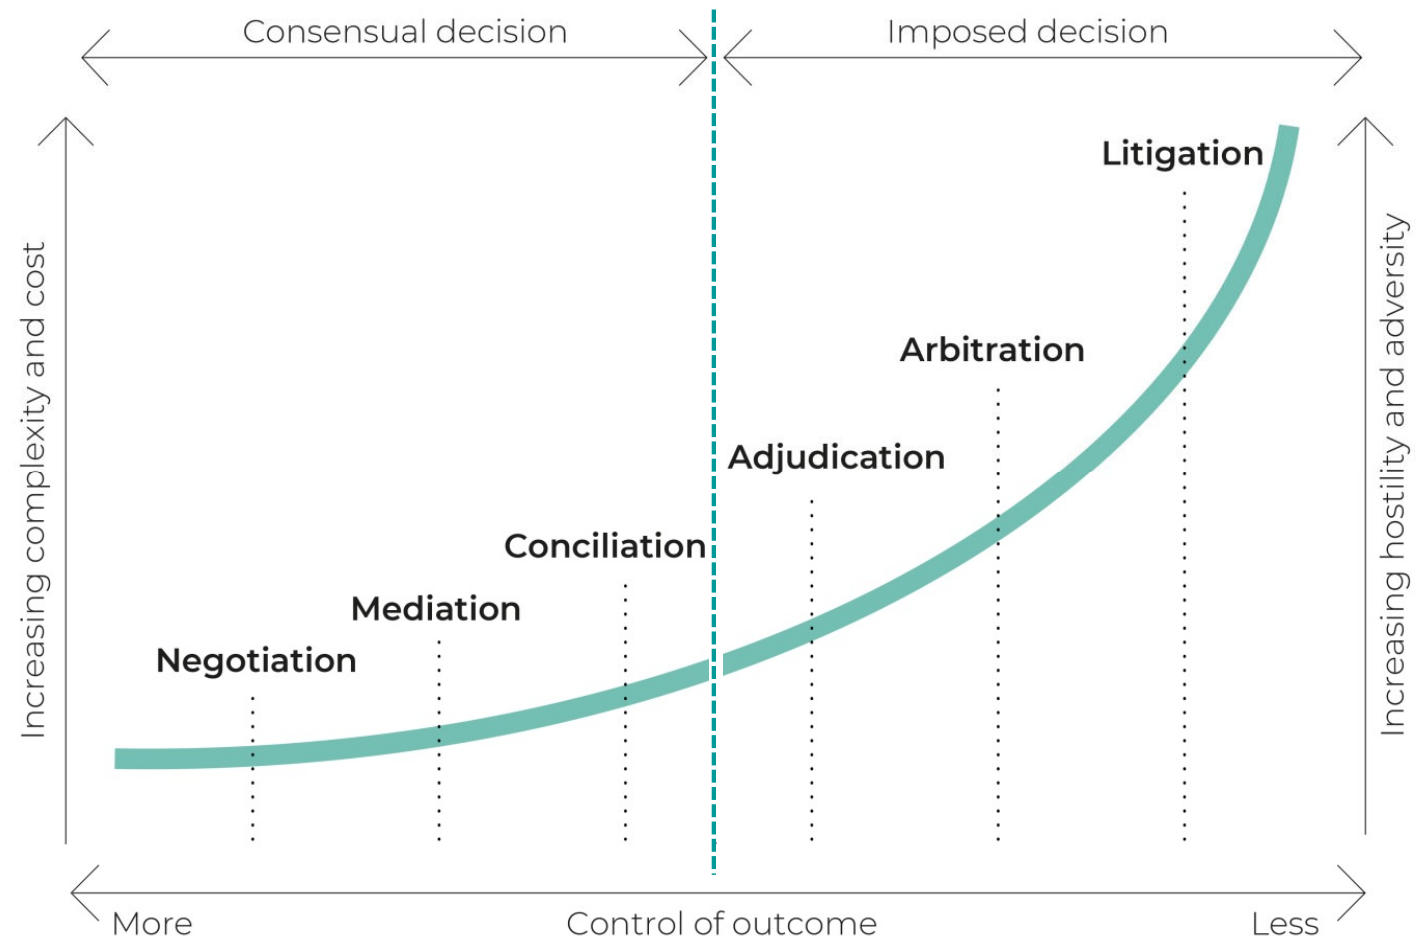 Consensual decision
Imposed decision
Increasing complexity and cost
Litigation
Arbitration
Adjudication
Conciliation
Mediation
Negotiation
Increasing hostility and adversity
More
Control of outcome
Less